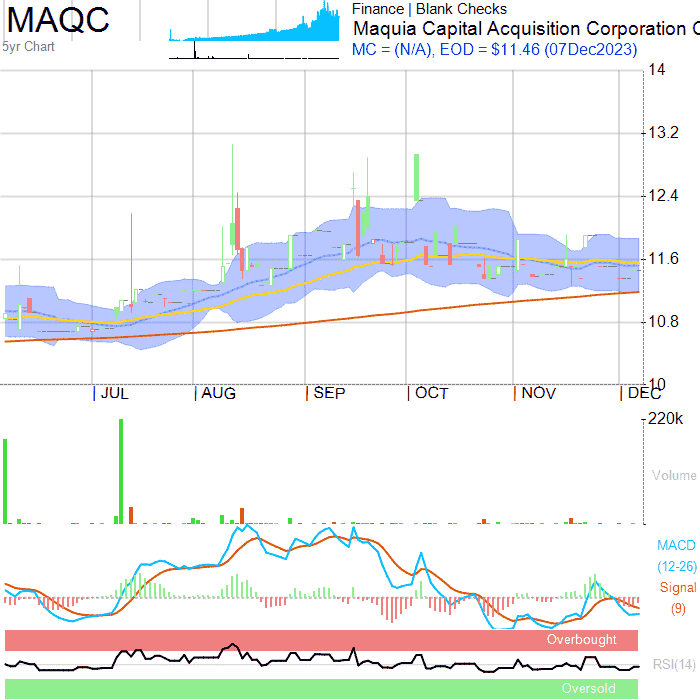 MAQC
5yr Chart
Finance | Blank Checks
Maquia Capital Acquisition Corporation C
MC = (N/A), EOD = $11.46 (07Dec2023)
14
13.2
12.4
11.6
10.8
10
JUL AUG SEP OCT NOV DEC
220k
Volume
MACD
(12-26)
Signal
(9)
Overbought
RSI(14)
Oversold